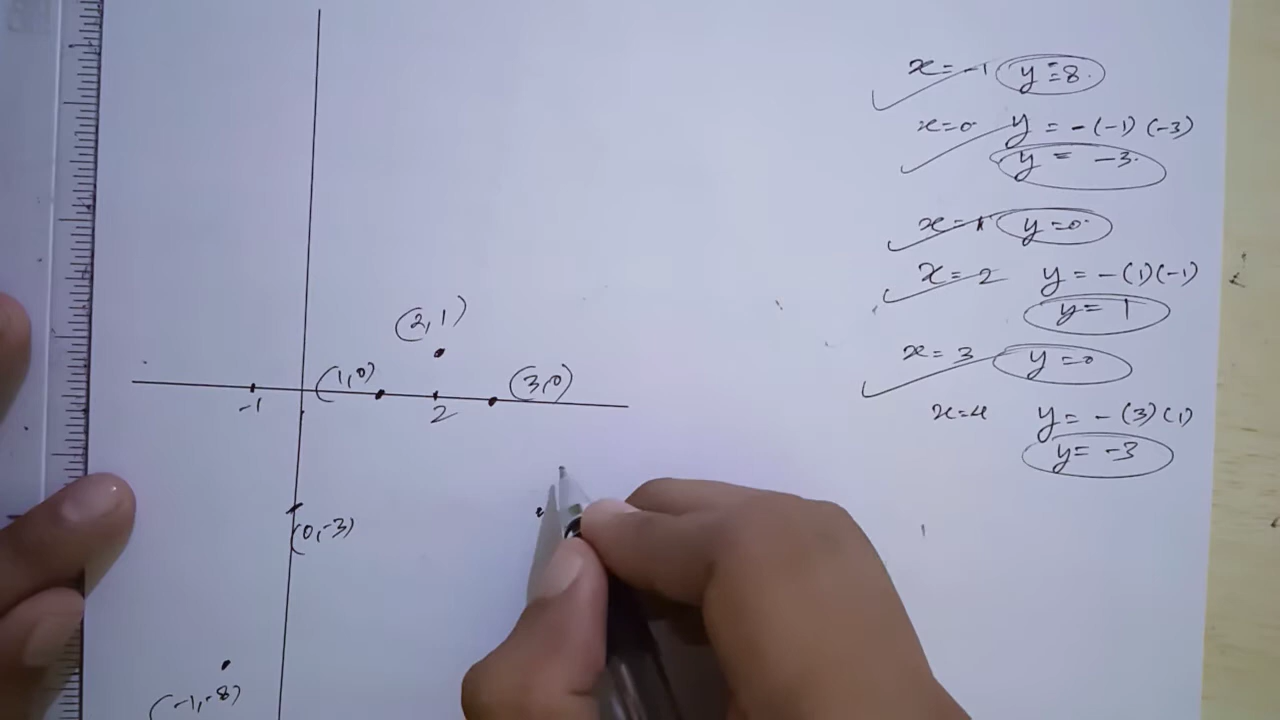 x=-1 y=-8.
x=0 y = -(-1)(-3)
y = -3.
x=1 y=0.
x=2 y=-(1)(-1)
y= 1
x=3 y=0
x=4 y=-(3)(1)
y= -3
(2,1)
(1,0)
(3,0)
-1
2
(0,-3)
(-1,-8)